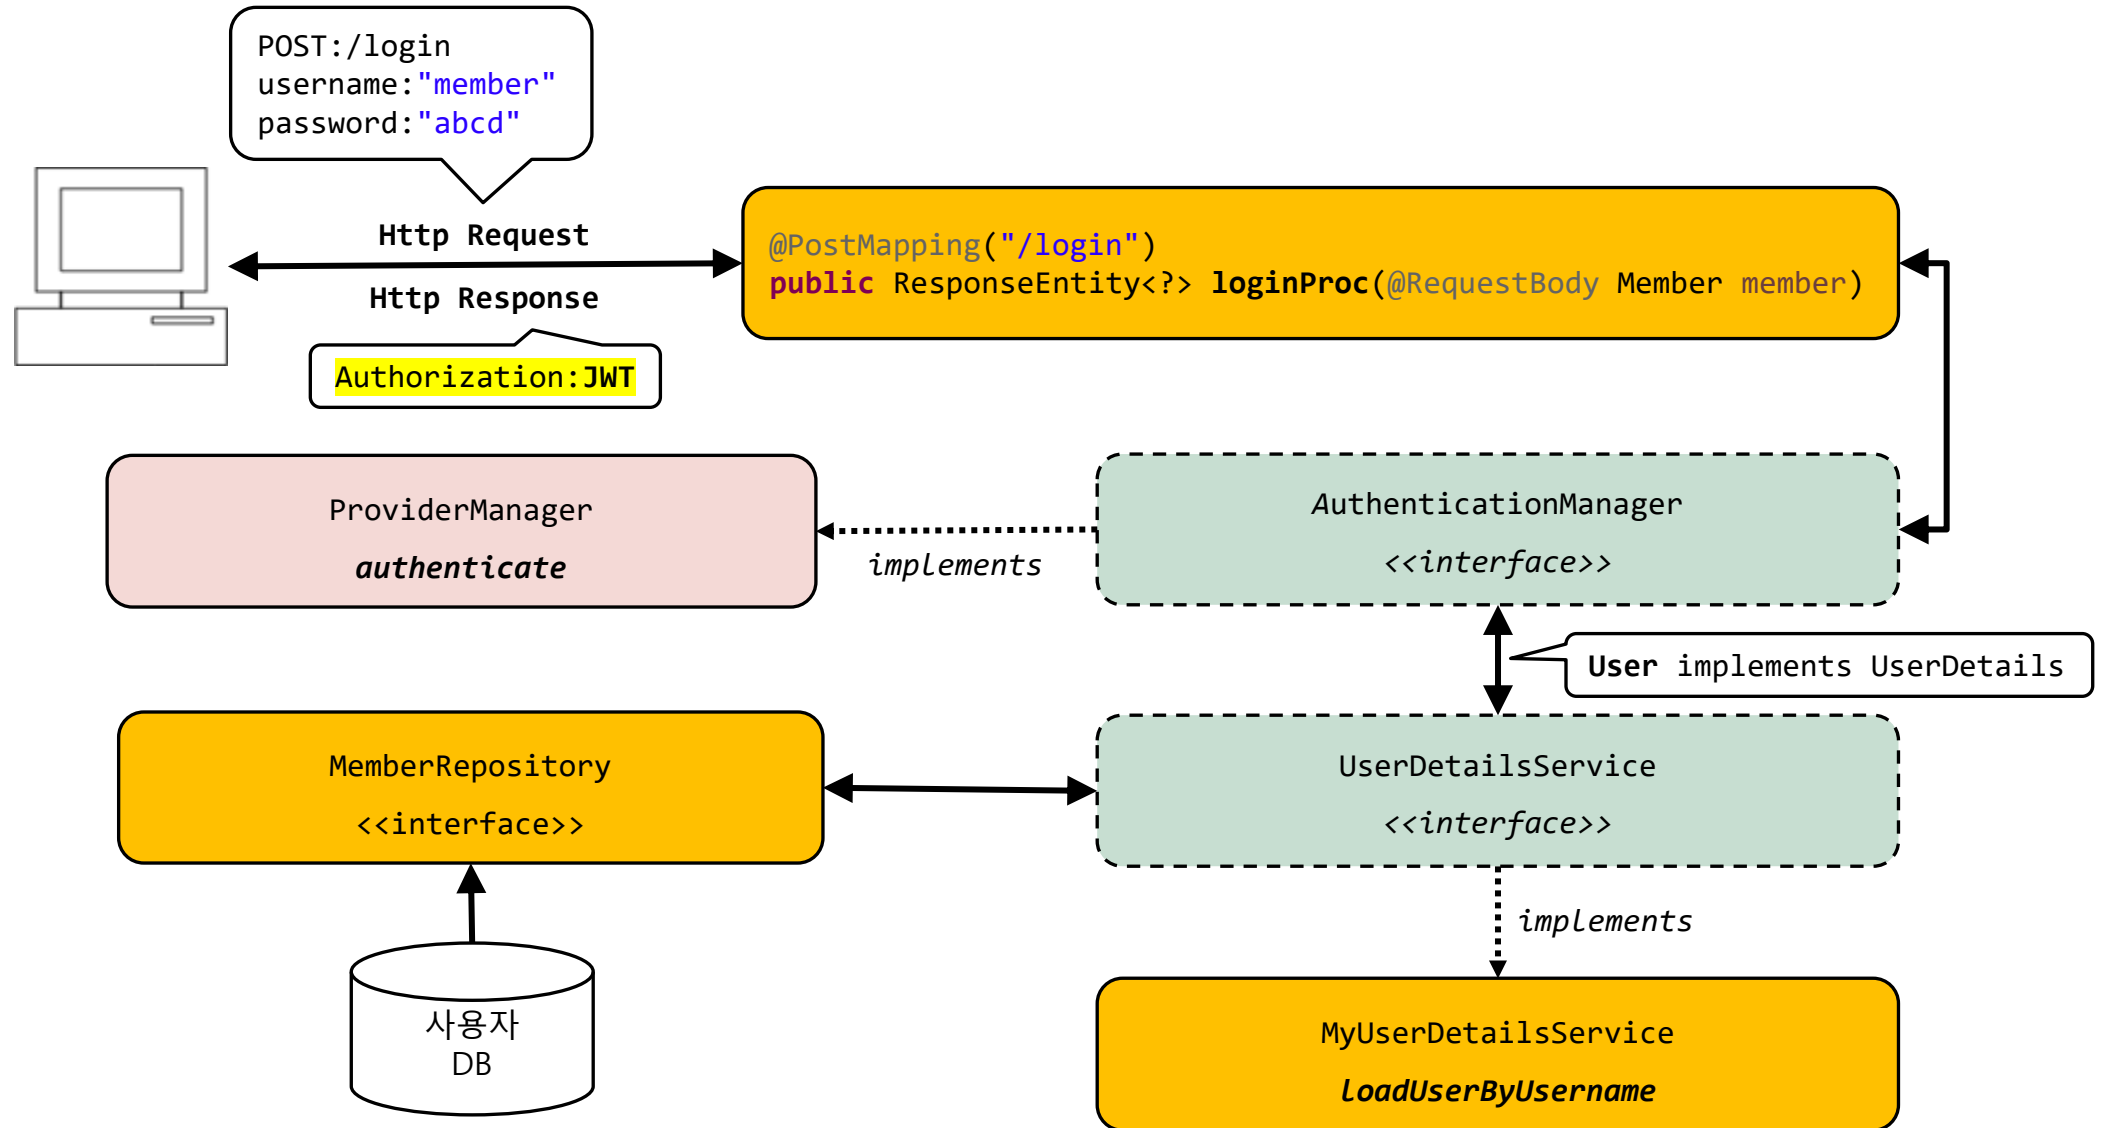 POST:/login
username:"member"
password:"abcd"
Http Request
Http Response
Authorization:JWT
@PostMapping("/login")
public ResponseEntity<?> loginProc(@RequestBody Member member)
ProviderManager
authenticate
implements
AuthenticationManager
<<interface>>
User implements UserDetails
MemberRepository
<<interface>>
UserDetailsService
<<interface>>
implements
사용자
DB
MyUserDetailsService
loadUserByUsername